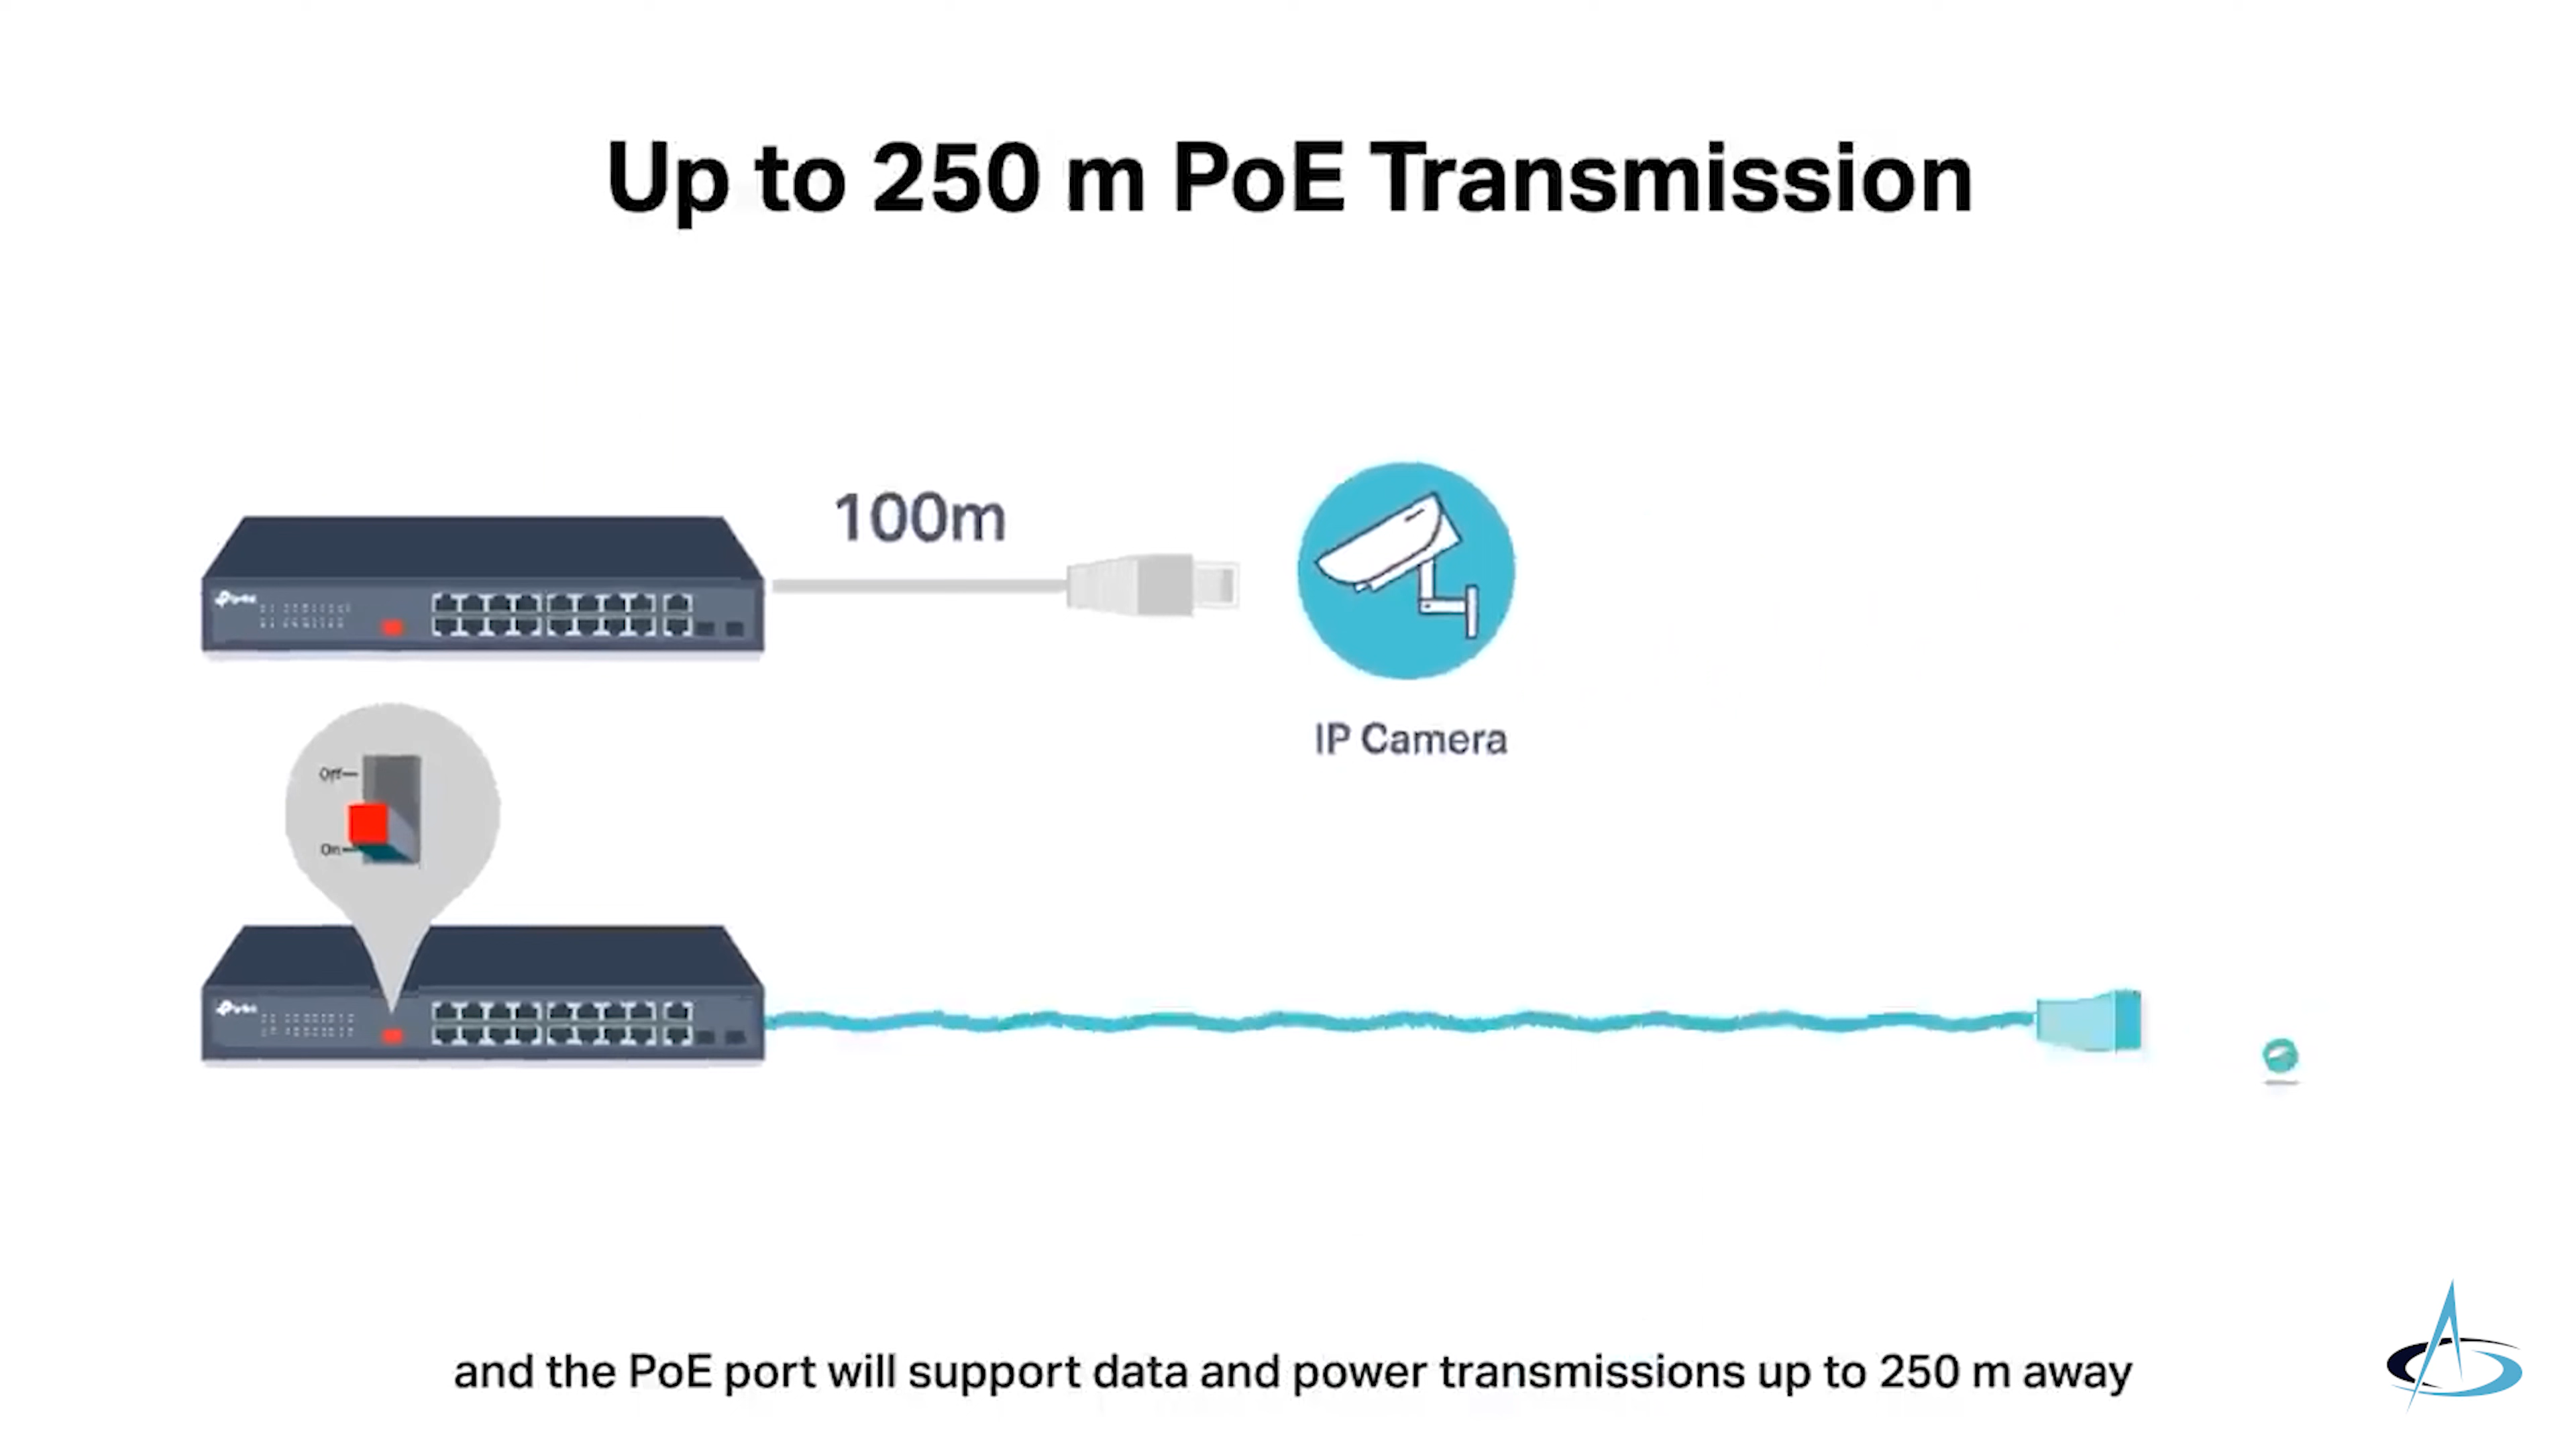 Up to 250 m PoE Transmission
100m
IP Camera
Off
On
and the PoE port will support data and power transmissions up to 250 m away